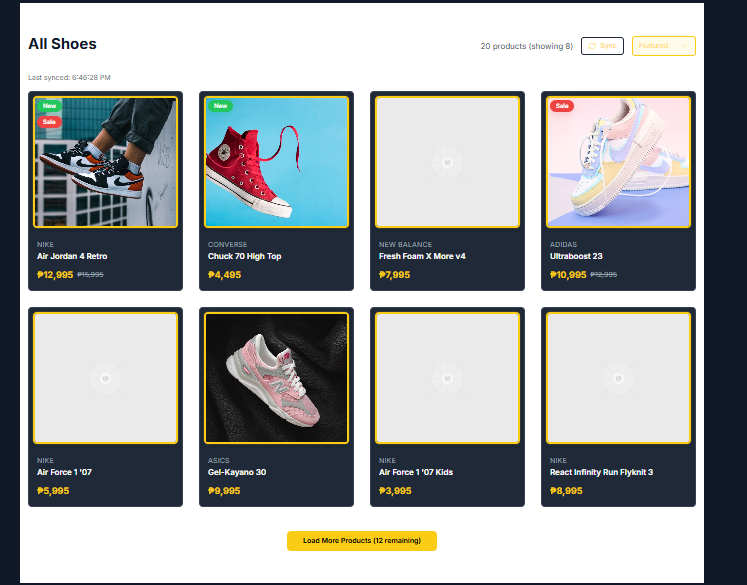 All Shoes
20 products (showing 8)
Sync
Featured
Last synced: 6:46:28 PM
New
Sale
New
Sale
NIKE
Air Jordan 4 Retro
₱12,995 ₱15,995
CONVERSE
Chuck 70 High Top
₱4,495
NEW BALANCE
Fresh Foam X More v4
₱7,995
ADIDAS
Ultraboost 23
₱10,995 ₱12,995
NIKE
Air Force 1 '07
₱5,995
ASICS
Gel-Kayano 30
₱9,995
NIKE
Air Force 1 '07 Kids
₱3,995
NIKE
React Infinity Run Flyknit 3
₱8,995
Load More Products (12 remaining)